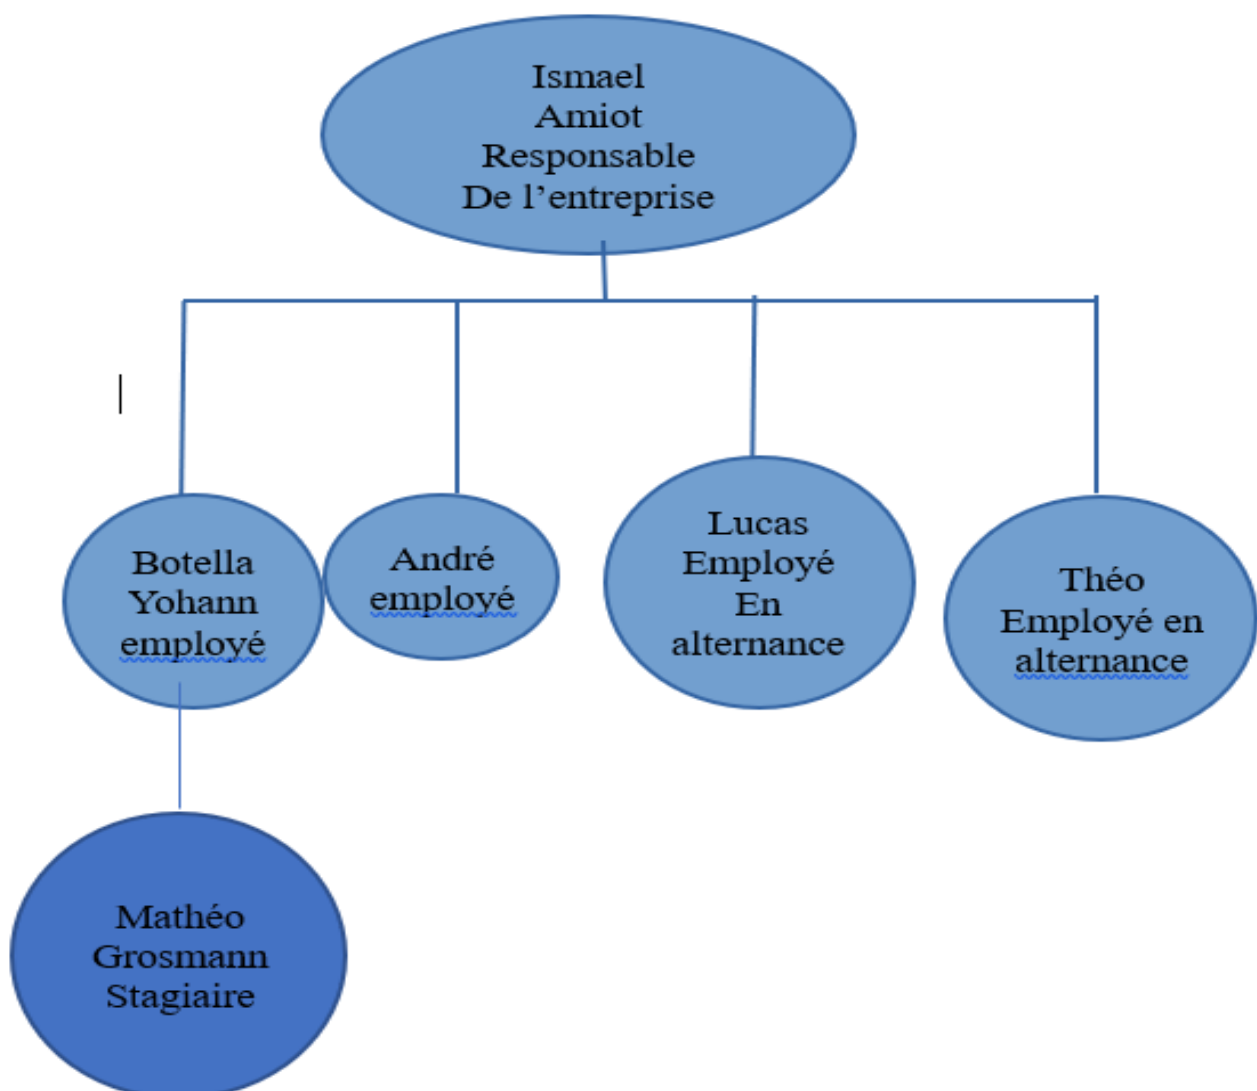 Ismael
Amiot
Responsable
De l’entreprise
Botella
Yohann
employé
André
employé
Lucas
Employé
En
alternance
Théo
Employé en
alternance
Mathéo
Grosmann
Stagiaire